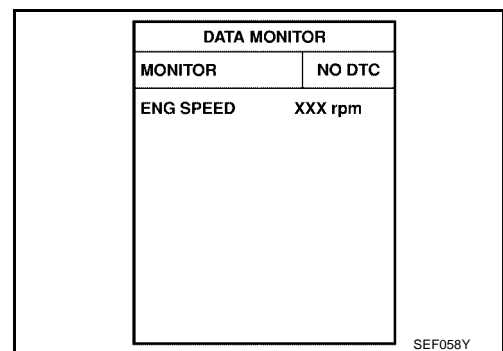 DATA MONITOR
MONITOR NO DTC
ENG SPEED XXX rpm
SEF058Y